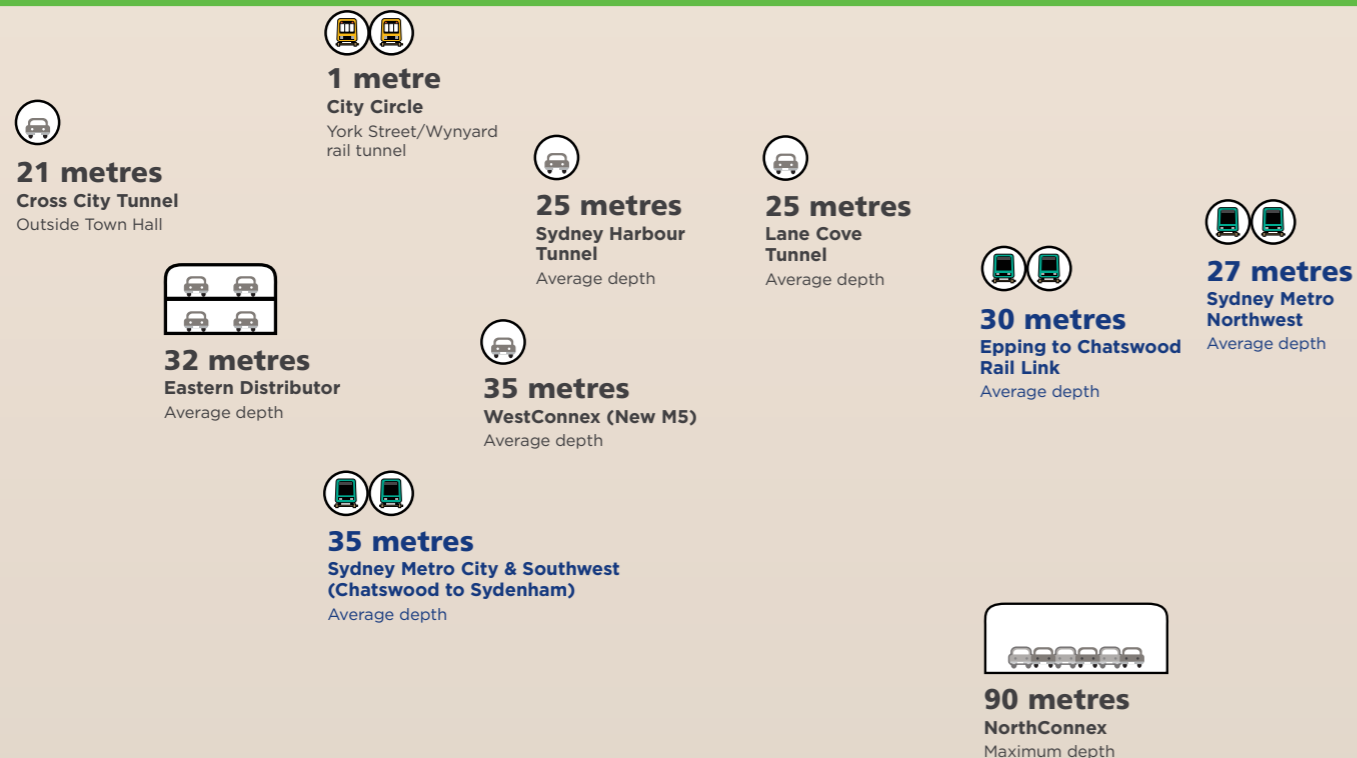 1 metre
City Circle
York Street/Wynyard
rail tunnel
21 metres
Cross City Tunnel
Outside Town Hall
25 metres
Sydney Harbour
Tunnel
Average depth
25 metres
Lane Cove
Tunnel
Average depth
27 metres
Sydney Metro
Northwest
Average depth
30 metres
Epping to Chatswood
Rail Link
Average depth
32 metres
Eastern Distributor
Average depth
35 metres
WestConnex (New M5)
Average depth
35 metres
Sydney Metro City & Southwest
(Chatswood to Sydenham)
Average depth
90 metres
NorthConnex
Maximum depth